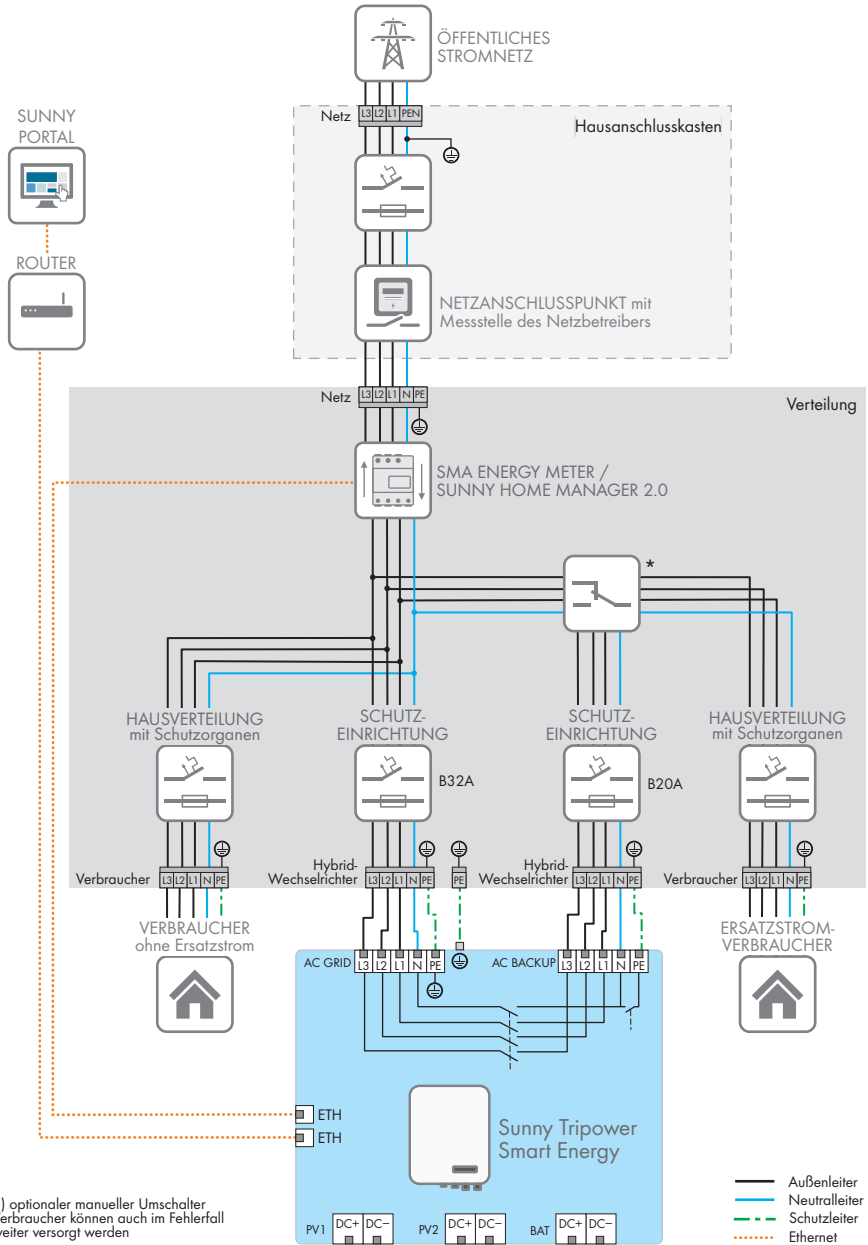 ÖFFENTLICHES
STROMNETZ
SUNNY
PORTAL
Netz L3 L2 L1 PEN
Hausanschlusskasten
ROUTER
NETZANSCHLUSSPUNKT mit
Messstelle des Netzbetreibers
Netz L3 L2 L1 N PE
Verteilung
SMA ENERGY METER /
SUNNY HOME MANAGER 2.0
*
HAUSVERTEILUNG
mit Schutzorganen
SCHUTZ-
EINRICHTUNG
B32A
SCHUTZ-
EINRICHTUNG
B20A
HAUSVERTEILUNG
mit Schutzorganen
Verbraucher L3 L2 L1 N PE
Hybrid-
Wechselrichter L3 L2 L1 N PE
PE
Hybrid-
Wechselrichter L3 L2 L1 N PE
Verbraucher L3 L2 L1 N PE
VERBRAUCHER
ohne Ersatzstrom
AC GRID L3 L2 L1 N PE
AC BACKUP L3 L2 L1 N PE
ERSATZSTROM-
VERBRAUCHER
ETH
ETH
Sunny Tripower
Smart Energy
) optionaler manueller Umschalter
erbraucher können auch im Fehlerfall
eiter versorgt werden
PV1 DC+ DC−
PV2 DC+ DC−
BAT DC+ DC−
Außenleiter
Neutralleiter
Schutzleiter
Ethernet